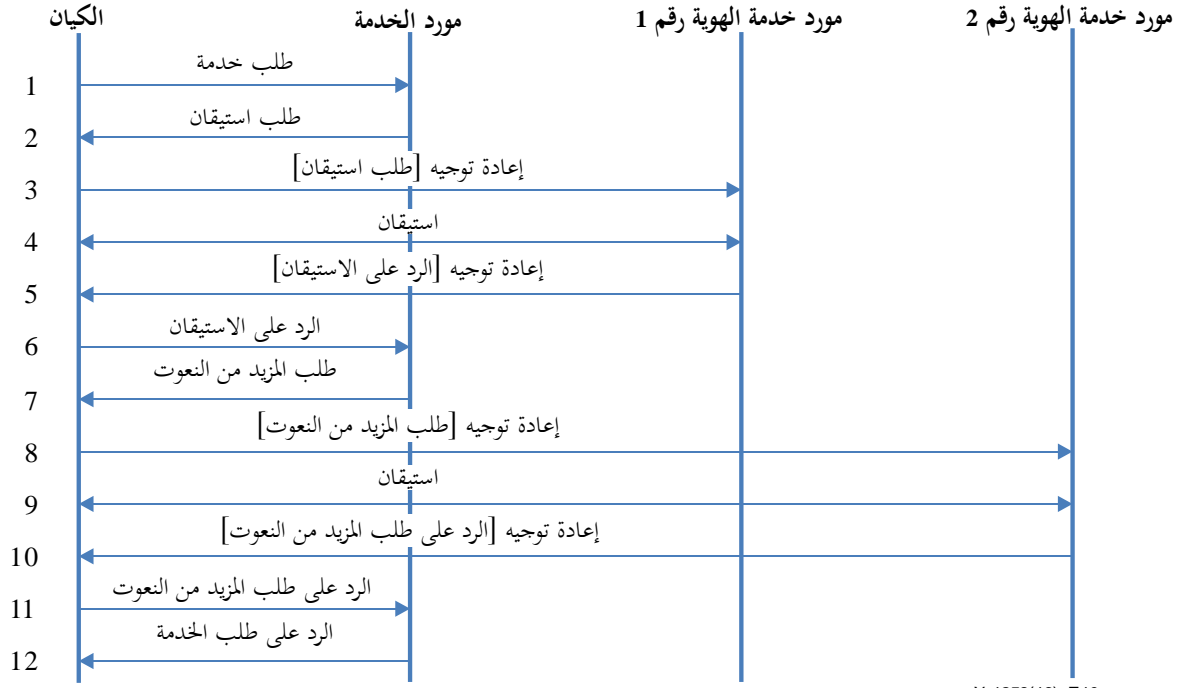 الكيان
مورد الخدمة
مورد خدمة الهوية رقم 1
مورد خدمة الهوية رقم 2
1 طلب خدمة
2 طلب استيقان
3 إعادة توجيه [طلب استيقان]
4 استيقان
5 إعادة توجيه [الرد على الاستيقان]
6 الرد على الاستيقان
7 طلب المزيد من النعوت
8 إعادة توجيه [طلب المزيد من النعوت]
9 استيقان
10 إعادة توجيه [الرد على طلب المزيد من النعوت]
11 الرد على طلب المزيد من النعوت
12 الرد على طلب الخدمة